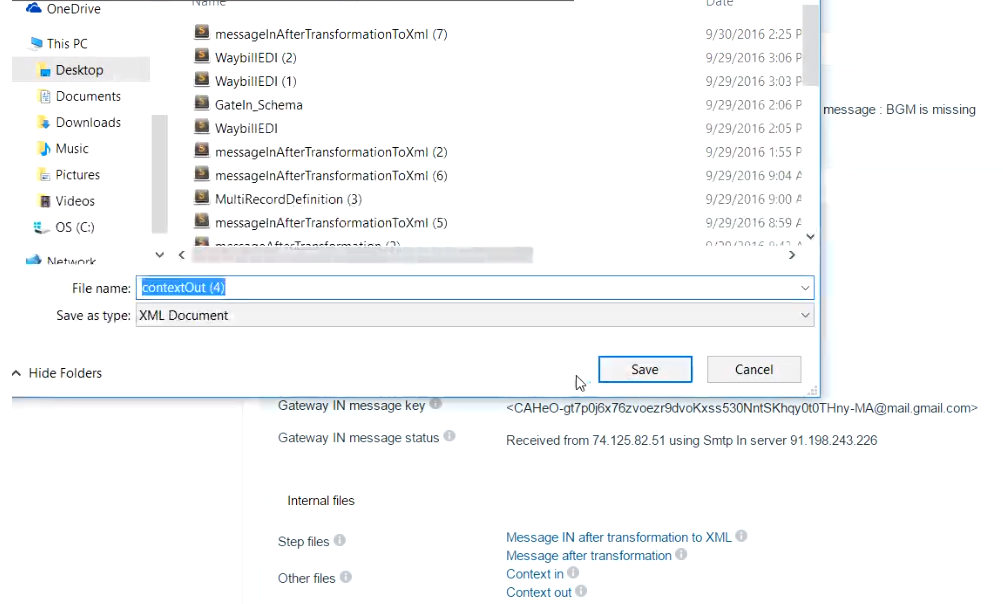 OneDrive
Name Date
messageInAfterTransformationToXml (7) 9/30/2016 2:25 P
This PC
WaybillEDI (2) 9/29/2016 3:06 P
Desktop
WaybillEDI (1) 9/29/2016 3:03 P
Documents
GateIn_Schema 9/29/2016 2:06 P
message : BGM is missing
Downloads
WaybillEDI 9/29/2016 2:05 P
Music
messageInAfterTransformationToXml (2) 9/29/2016 1:55 P
Pictures
messageInAfterTransformationToXml (6) 9/29/2016 9:04 A
Videos
MultiRecordDefinition (3) 9/29/2016 9:00 A
OS (C:)
messageInAfterTransformationToXml (5) 9/29/2016 8:59 A
messageAfterTransformation (2)
Network
File name: contextOut (4)
Save as type: XML Document
Hide Folders
Save Cancel
Gateway IN message key <CAHeO-gt7p0j6x76zvoezr9dvoKxss530NntSKhqy0t0THny-MA@mail.gmail.com>
Gateway IN message status Received from 74.125.82.51 using Smtp In server 91.198.243.226
Internal files
Step files Message IN after transformation to XML
Message after transformation
Other files Context in
Context out